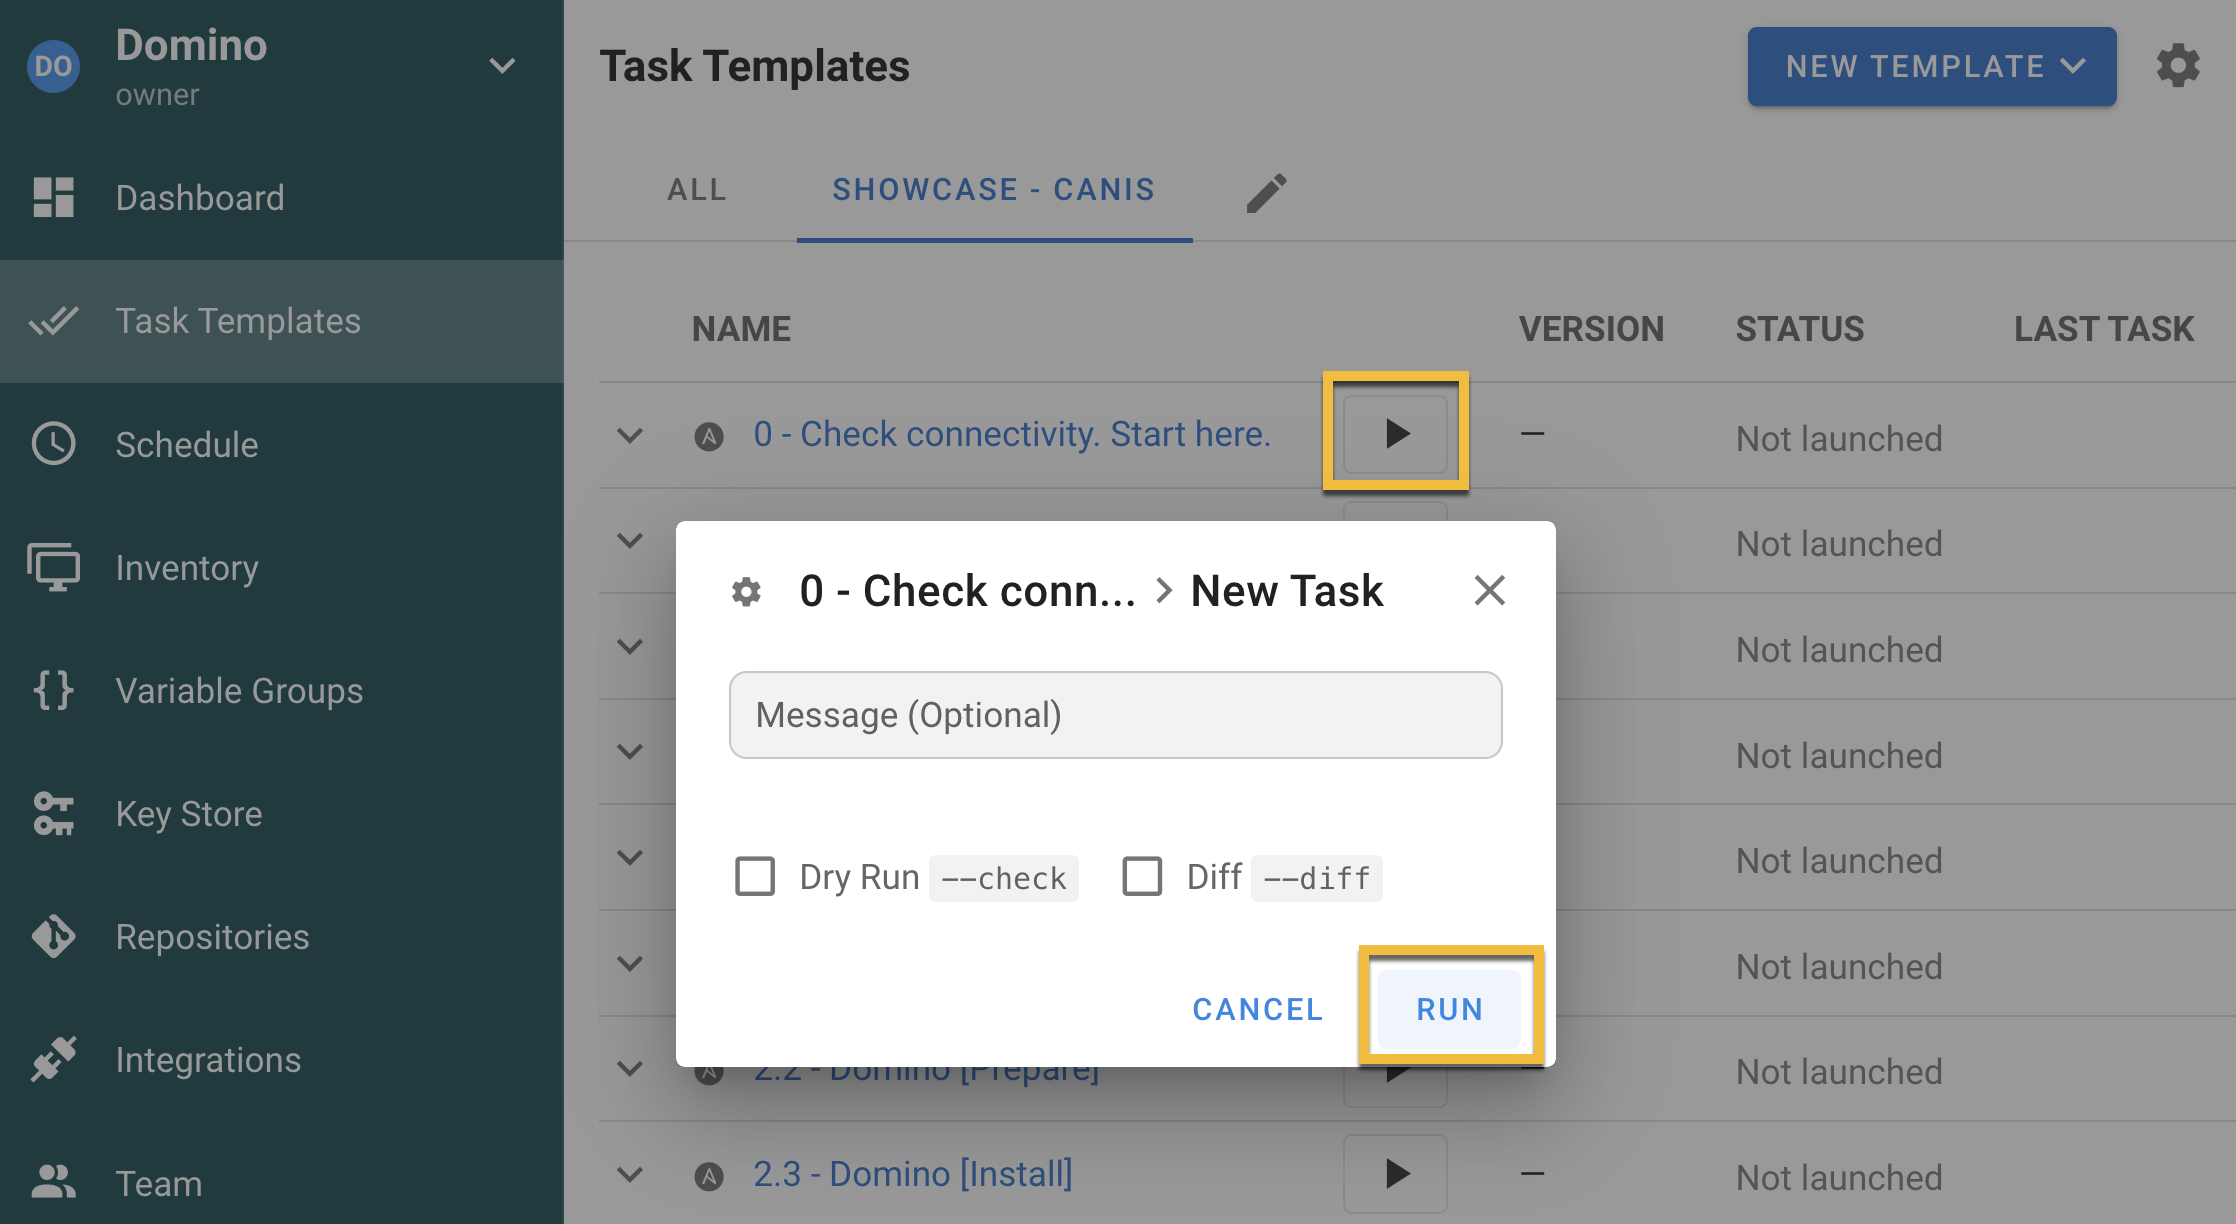 DO
Domino
owner
Dashboard
Task Templates
Schedule
Inventory
Variable Groups
Key Store
Repositories
Integrations
Team
Task Templates
NEW TEMPLATE
ALL
SHOWCASE - CANIS
NAME
VERSION
STATUS
LAST TASK
0 - Check connectivity. Start here.
—
Not launched
Not launched
Not launched
Not launched
Not launched
Not launched
0 - Check conn... > New Task
Message (Optional)
Dry Run --check
Diff --diff
CANCEL
RUN
2.2 - Domino [Prepare]
Not launched
2.3 - Domino [Install]
—
Not launched